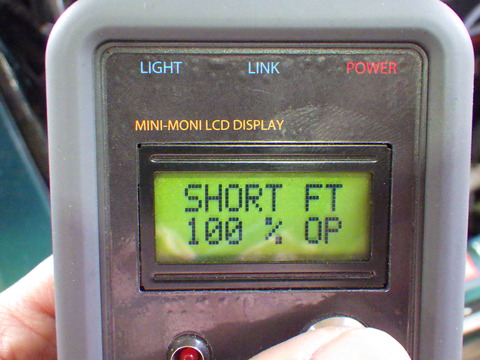 LIGHT LINK POWER
MINI-MONI LCD DISPLAY
SHORT FT
100 % OP